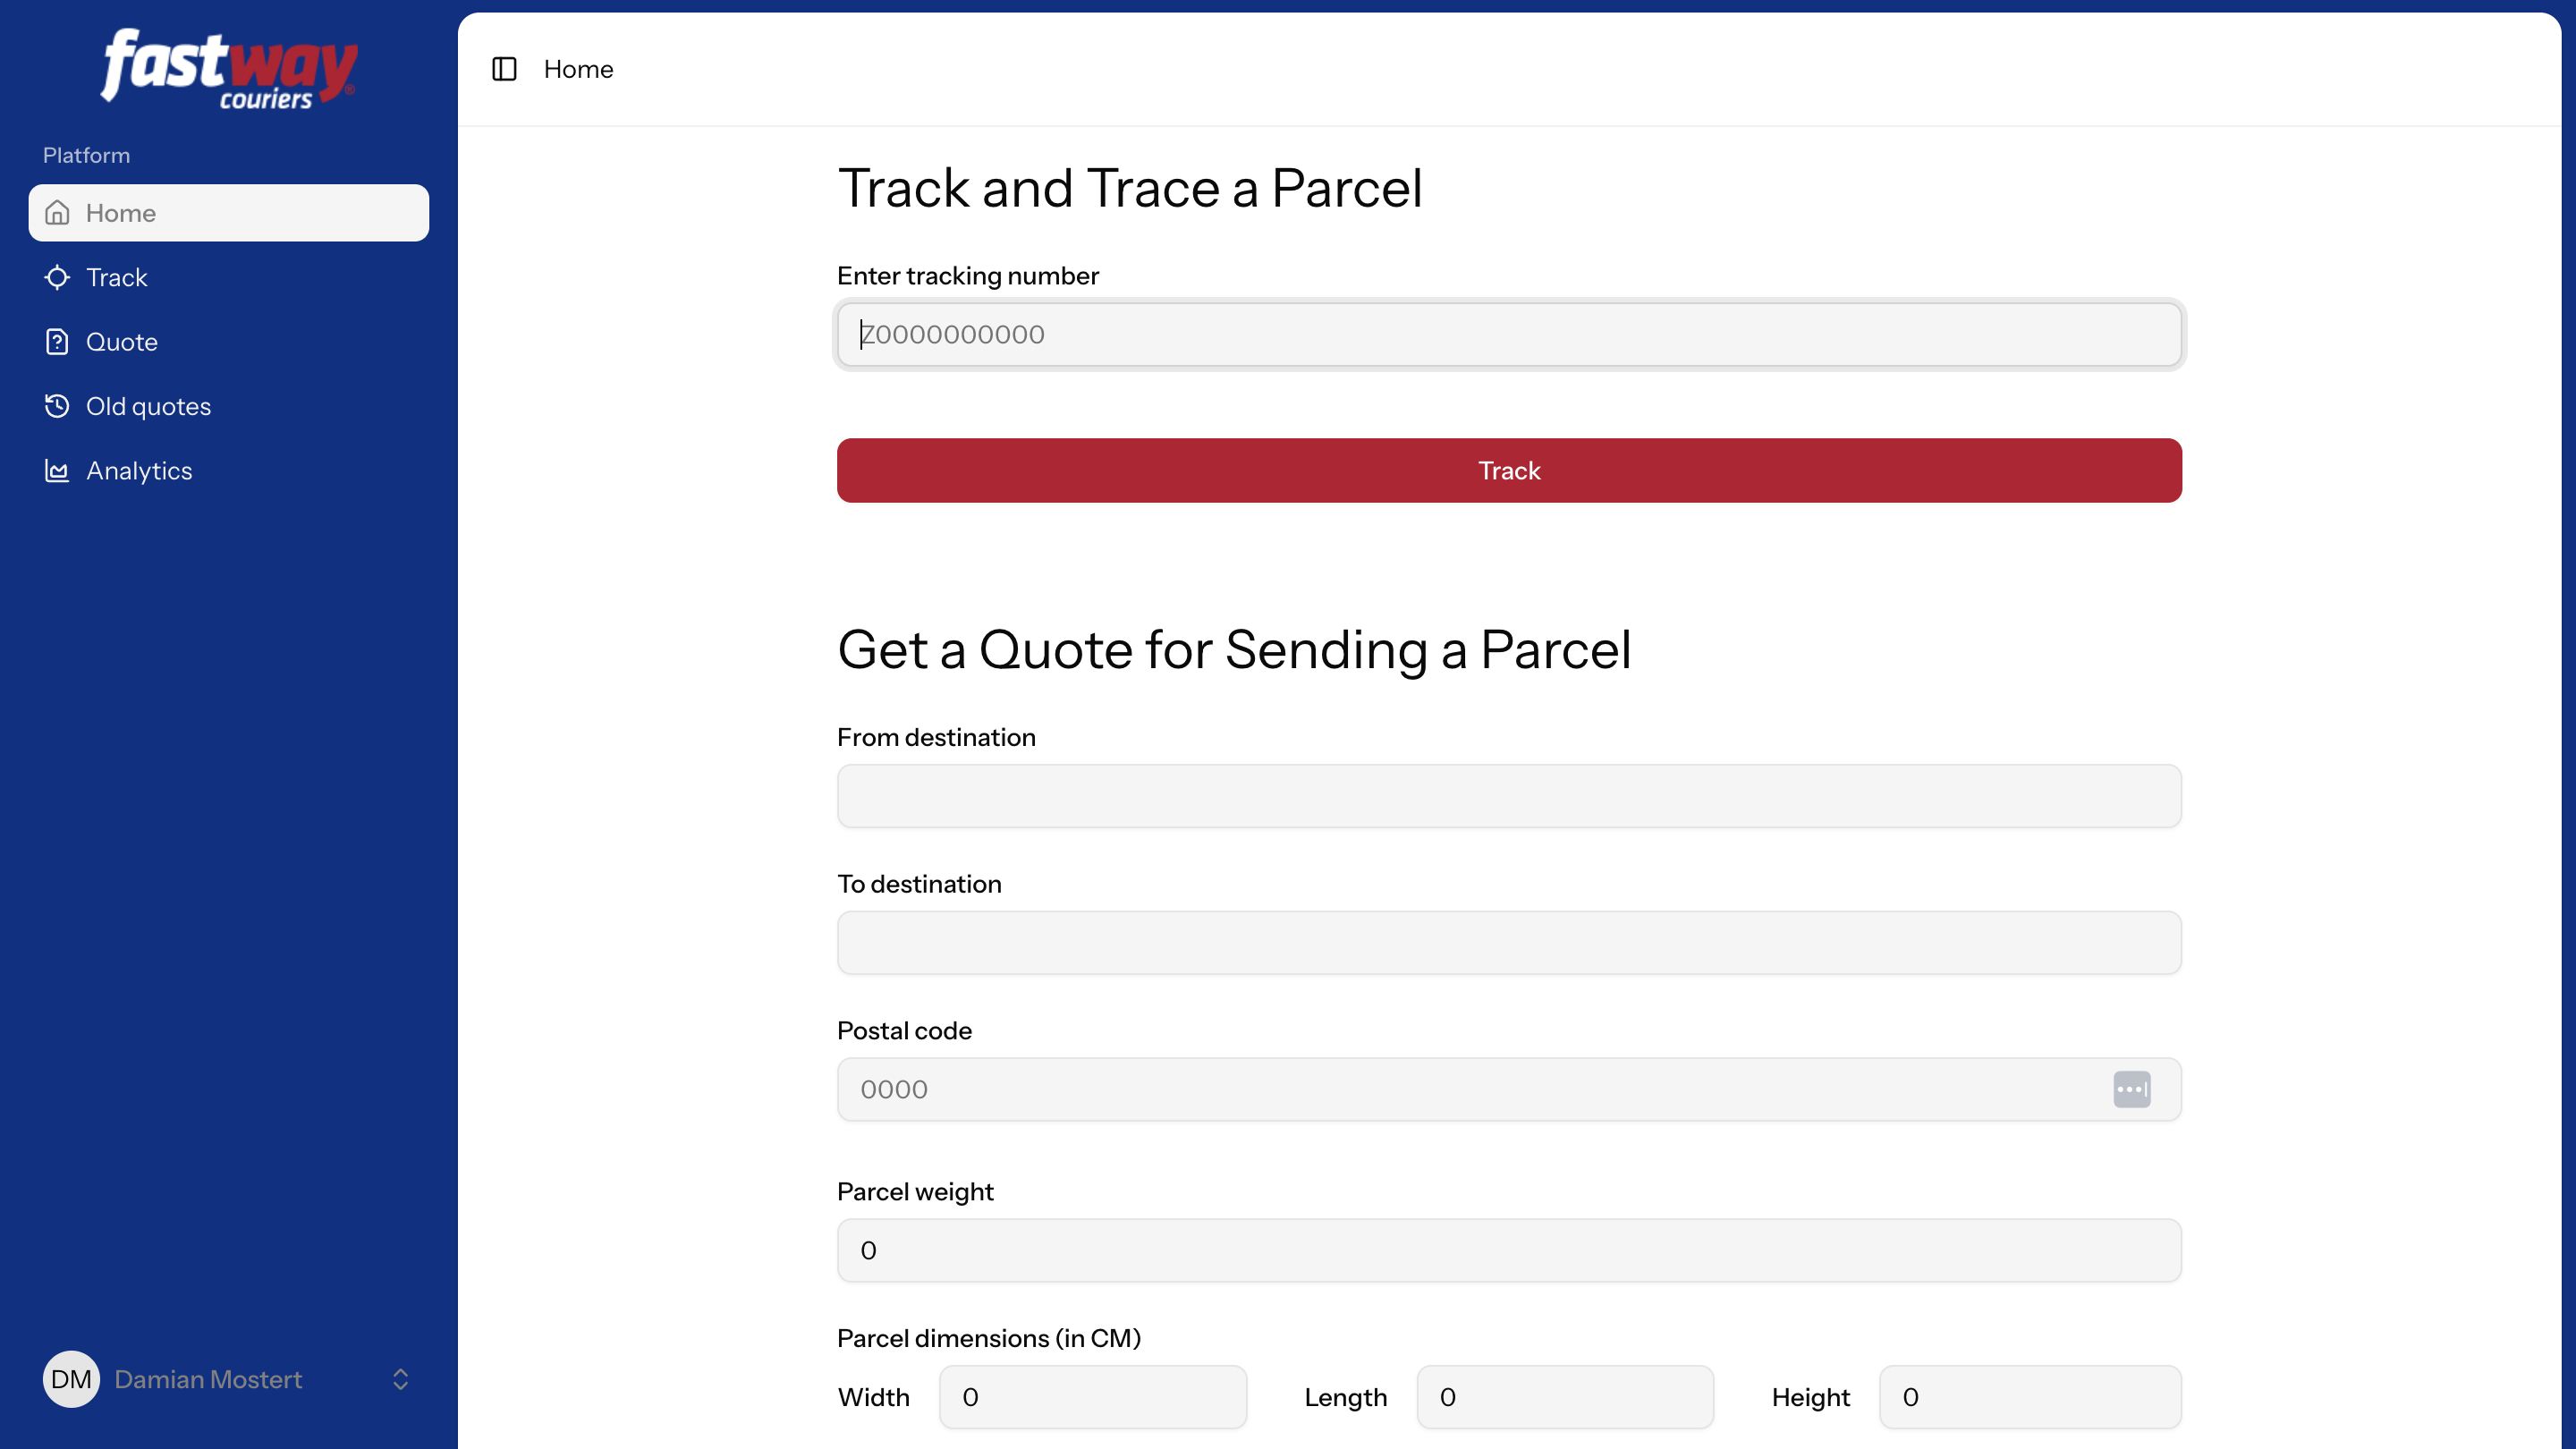 fastway®
couriers
Platform
Home
Track
Quote
Old quotes
Analytics
DM Damian Mostert
Home
Track and Trace a Parcel
Enter tracking number
Z0000000000
Track
Get a Quote for Sending a Parcel
From destination
To destination
Postal code
0000
Parcel weight
0
Parcel dimensions (in CM)
Width 0 Length 0 Height 0